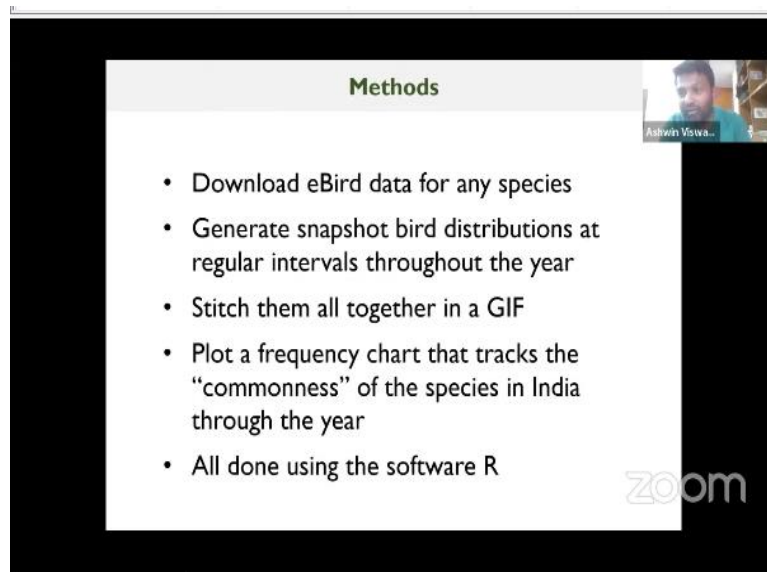 Methods
Ashwin Viswa...
• Download eBird data for any species
• Generate snapshot bird distributions at
regular intervals throughout the year
• Stitch them all together in a GIF
• Plot a frequency chart that tracks the
“commonness” of the species in India
through the year
• All done using the software R
zoom